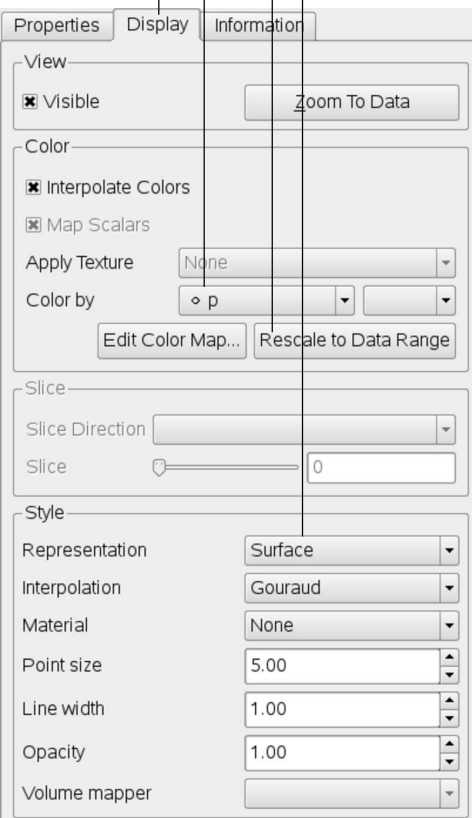 Properties Display Information
View
Visible Zoom To Data
Color
Interpolate Colors
Map Scalars
Apply Texture None
Color by p
Edit Color Map... Rescale to Data Range
Slice
Slice Direction
Slice 0
Style
Representation Surface
Interpolation Gouraud
Material None
Point size 5.00
Line width 1.00
Opacity 1.00
Volume mapper